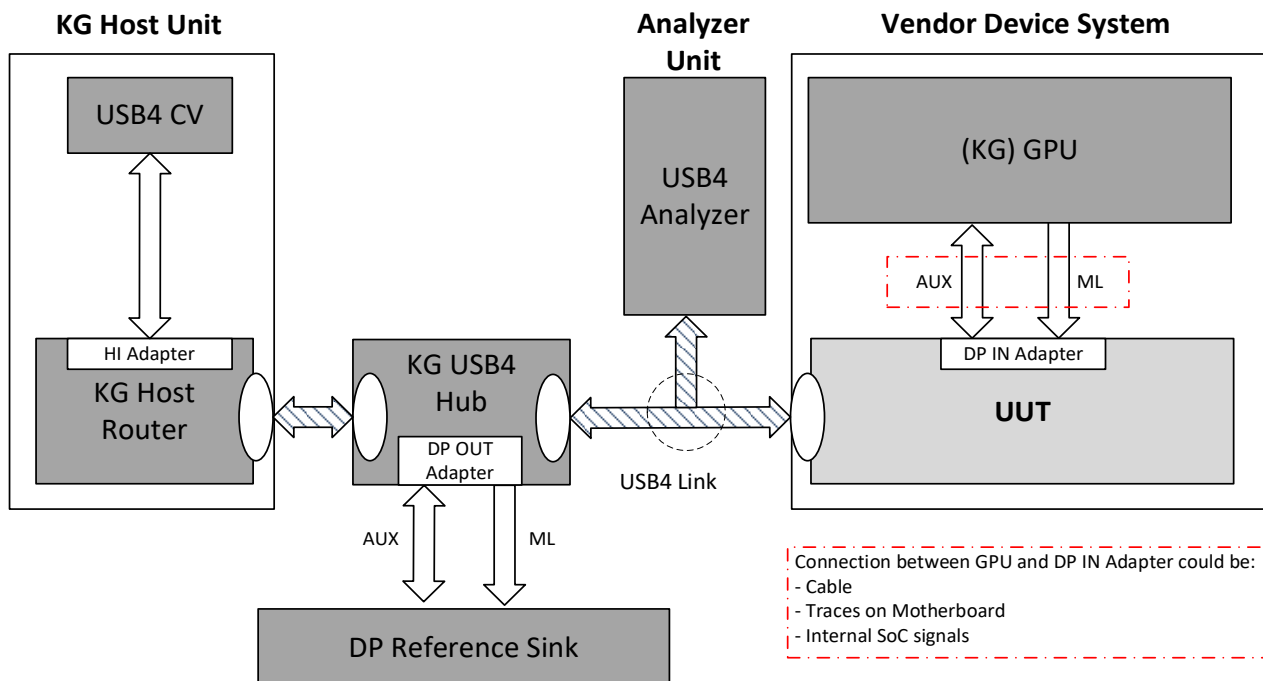 KG Host Unit
USB4 CV
HI Adapter
KG Host
Router
KG USB4
Hub
DP OUT
Adapter
AUX
ML
DP Reference Sink
Analyzer
Unit
USB4
Analyzer
USB4 Link
Vendor Device System
(KG) GPU
AUX
ML
DP IN Adapter
UUT
Connection between GPU and DP IN Adapter could be:
- Cable
- Traces on Motherboard
- Internal SoC signals